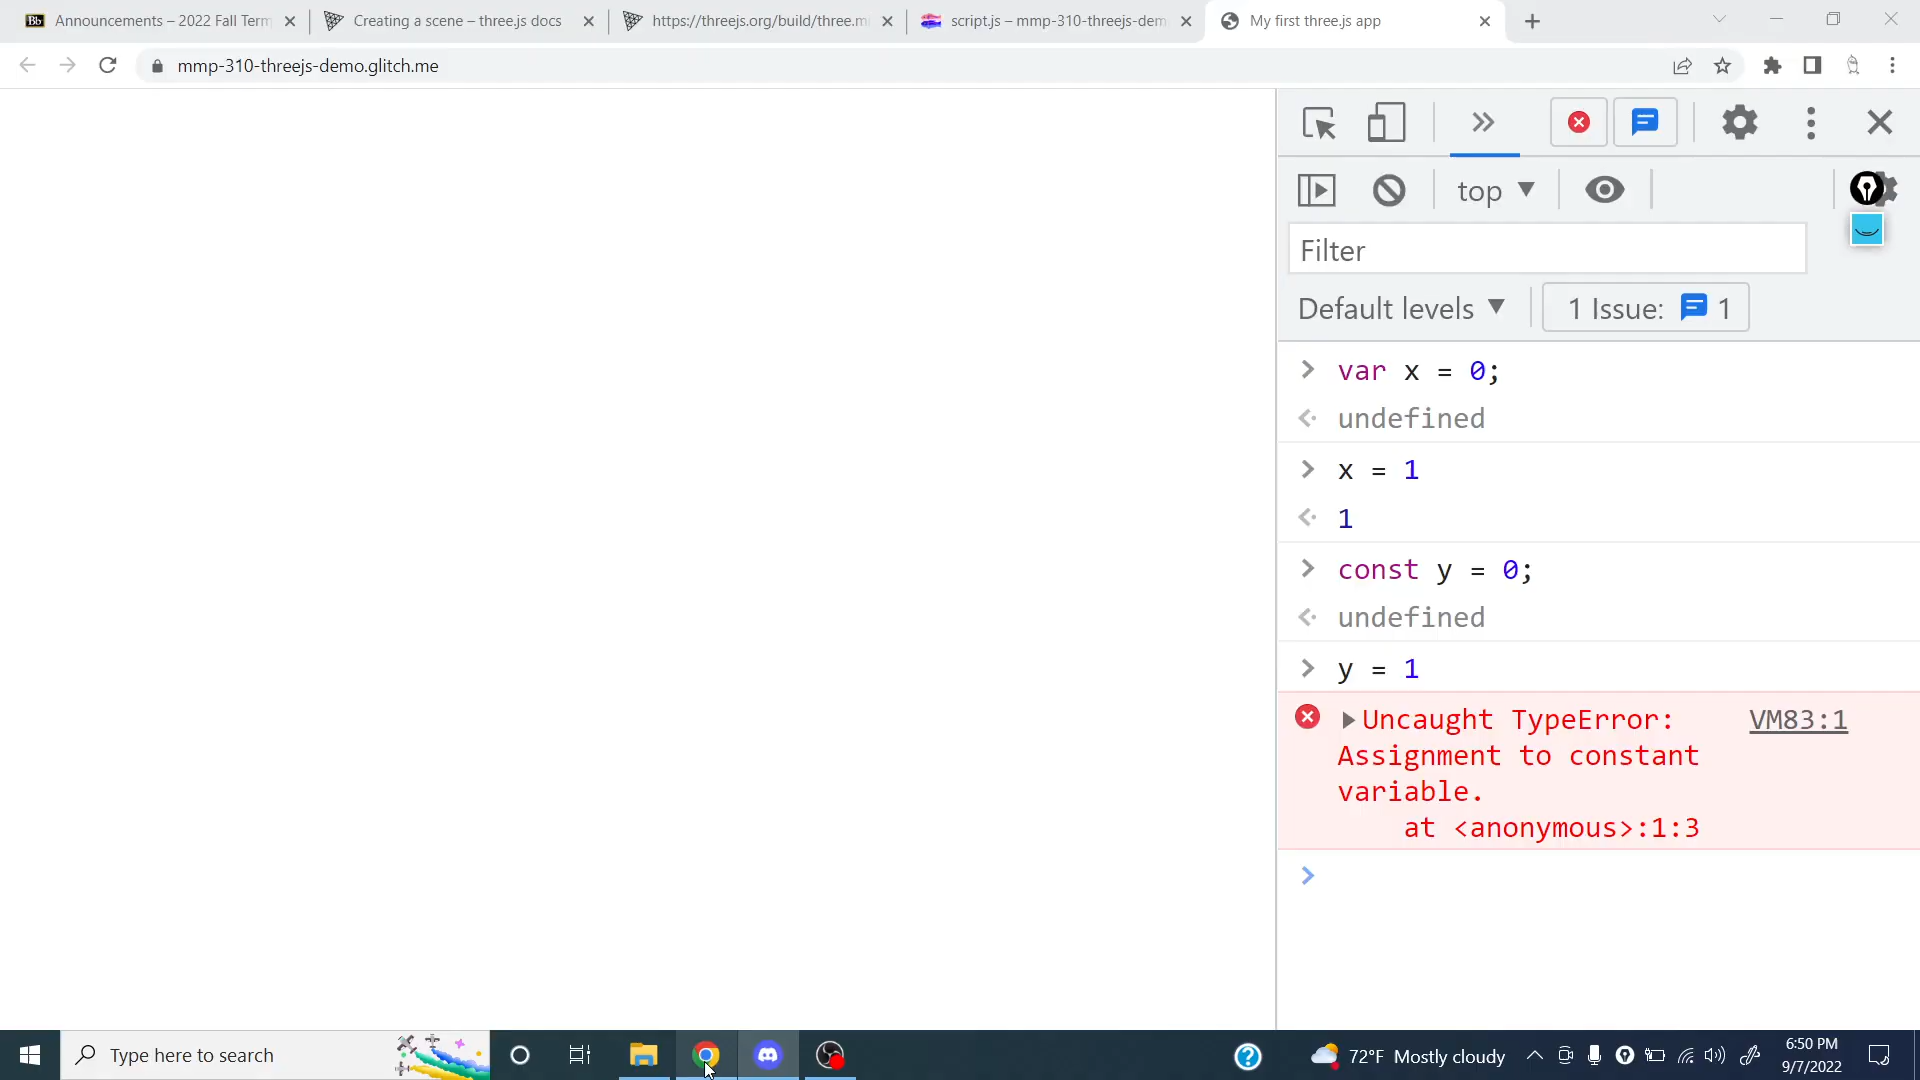 Announcements – 2022 Fall Term
Creating a scene – three.js docs
https://threejs.org/build/three.m
script.js – mmp-310-threejs-dem
My first three.js app
mmp-310-threejs-demo.glitch.me
top
Filter
Default levels
1 Issue: 1
> var x = 0;
<· undefined
> x = 1
<· 1
> const y = 0;
<· undefined
> y = 1
Uncaught TypeError: VM83:1
Assignment to constant
variable.
at <anonymous>:1:3
>
Type here to search
72°F Mostly cloudy
6:50 PM
9/7/2022